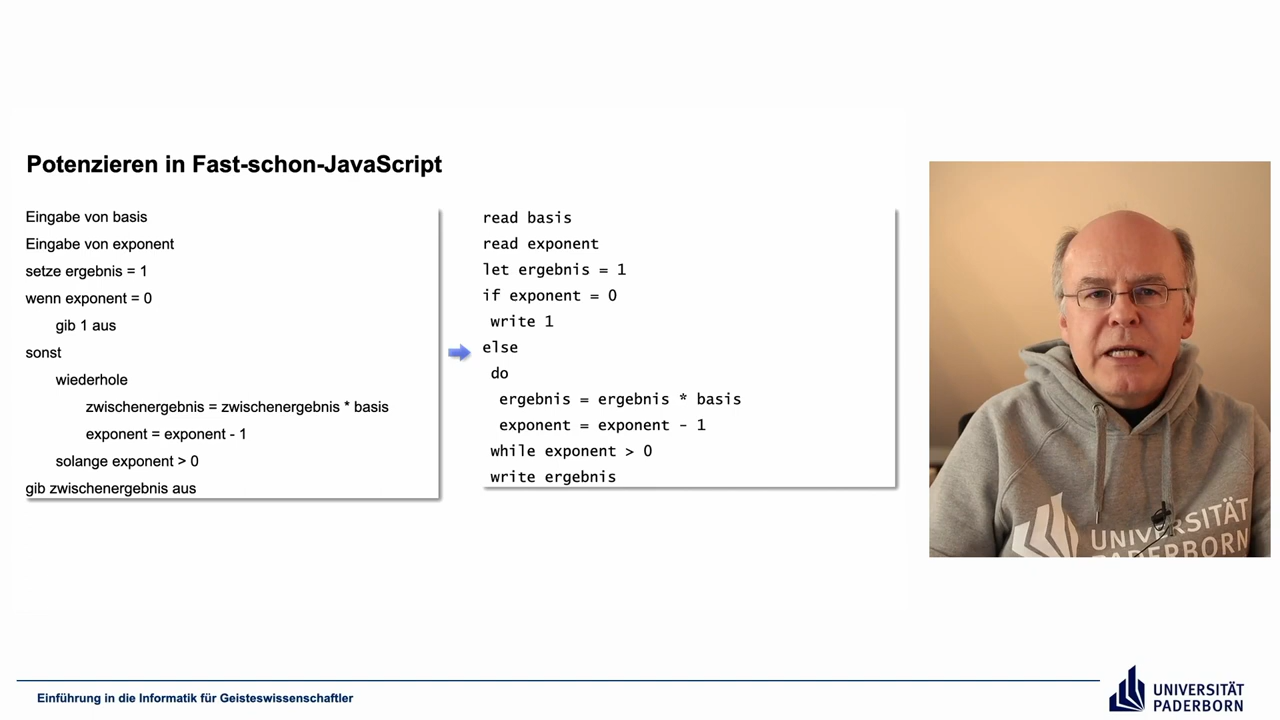 Potenzieren in Fast-schon-JavaScript
Eingabe von basis
Eingabe von exponent
setze ergebnis = 1
wenn exponent = 0
gib 1 aus
sonst
wiederhole
zwischenergebnis = zwischenergebnis * basis
exponent = exponent - 1
solange exponent > 0
gib zwischenergebnis aus
read basis
read exponent
let ergebnis = 1
if exponent = 0
write 1
else
do
ergebnis = ergebnis * basis
exponent = exponent - 1
while exponent > 0
write ergebnis
UNIVERSITÄT
PADERBORN
Einführung in die Informatik für Geisteswissenschaftler
UNIVERSITÄT
PADERBORN